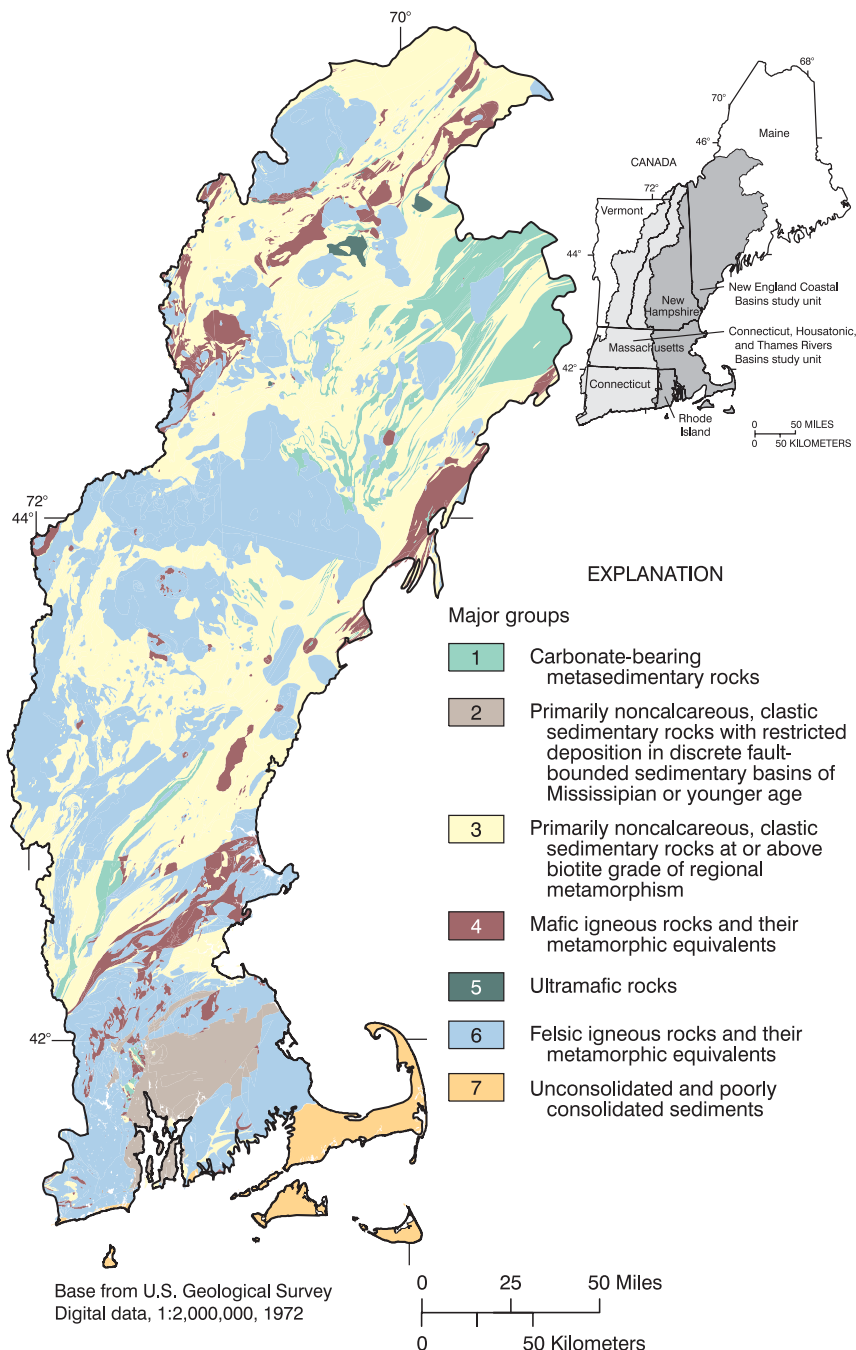 70°
68°
70°
46°
Maine
CANADA
72°
Vermont
44°
New England Coastal
Basins study unit
New
Hampshire
Connecticut, Housatonic,
and Thames Rivers
Basins study unit
Massachusetts
42°
Connecticut
Rhode
Island
0 50 MILES
0 50 KILOMETERS
72°
44°
EXPLANATION
Major groups
1 Carbonate-bearing
metasedimentary rocks
2 Primarily noncalcareous, clastic
sedimentary rocks with restricted
deposition in discrete fault-
bounded sedimentary basins of
Mississipian or younger age
3 Primarily noncalcareous, clastic
sedimentary rocks at or above
biotite grade of regional
metamorphism
4 Mafic igneous rocks and their
metamorphic equivalents
5 Ultramafic rocks
6 Felsic igneous rocks and their
metamorphic equivalents
7 Unconsolidated and poorly
consolidated sediments
42°
Base from U.S. Geological Survey
Digital data, 1:2,000,000, 1972
0 25 50 Miles
0 50 Kilometers